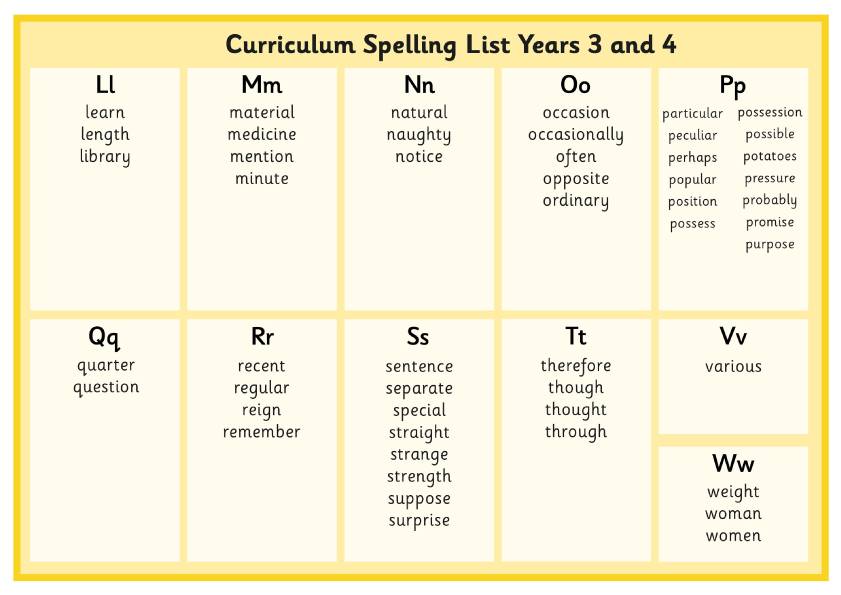 Curriculum Spelling List Years 3 and 4
Ll
learn
length
library
Mm
material
medicine
mention
minute
Nn
natural
naughty
notice
Oo
occasion
occasionally
often
opposite
ordinary
Pp
particular
peculiar
perhaps
popular
position
possess
possession
possible
potatoes
pressure
probably
promise
purpose
Qq
quarter
question
Rr
recent
regular
reign
remember
Ss
sentence
separate
special
straight
strange
strength
suppose
surprise
Tt
therefore
though
thought
through
Vv
various
Ww
weight
woman
women